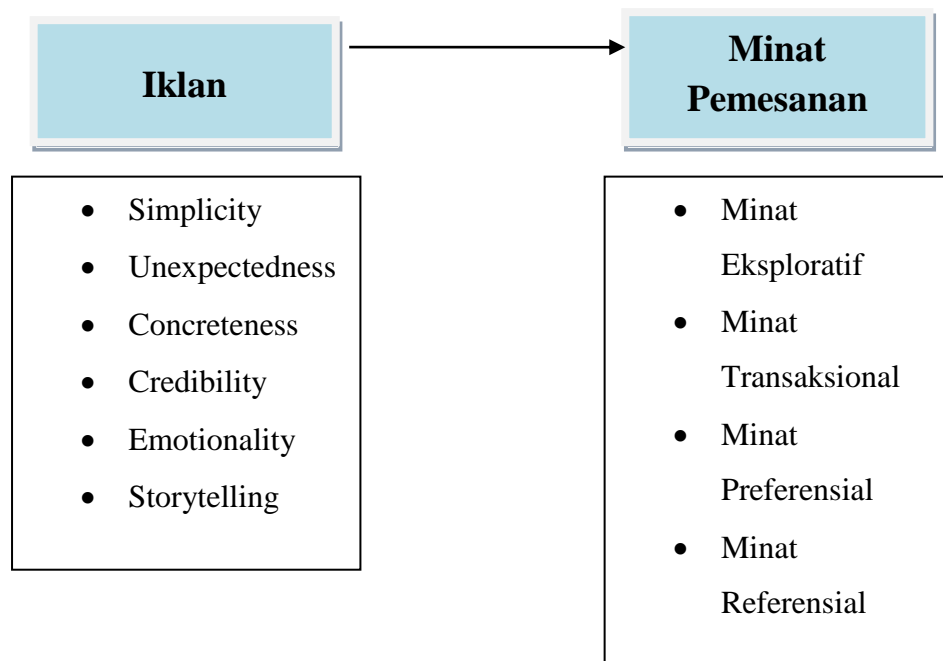 Iklan
Minat
Pemesanan
• Simplicity
• Unexpectedness
• Concreteness
• Credibility
• Emotionality
• Storytelling
• Minat
Eksploratif
• Minat
Transaksional
• Minat
Preferensial
• Minat
Referensial